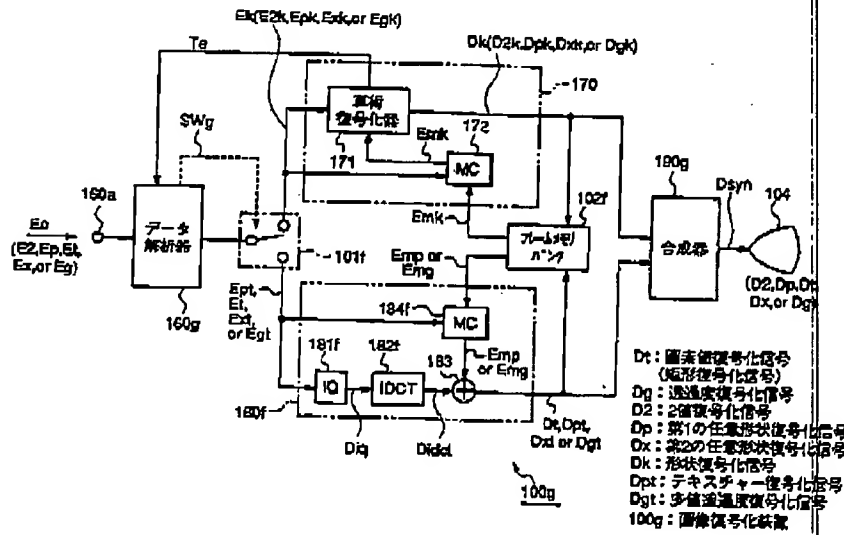 Ek(E2k,Epk,Exk,or Egk)
Te
Dk(D2k,Dpk,Dxk,or Dgk)
170
SWg
算術
復号化器
171
172
Emk
MC
Emk
102f
フレームメモリ
バンク
190g
合成器
Dsyn
104
(D2,Dp,Dt,
Dx,or Dg)
160a
(E2,Ep,Et,
Ex,or Eg)
データ
解析器
160g
101f
Ept,
Et,
Ext,
or Egt
Emp or
Emg
184f
MC
Emp
or Emg
181f
IQ
182f
IDCT
183
180f
Diq
Didct
Dt,Dpt,
Dxt or Dgt
100g
Dt:画素値復号化信号
(矩形復号化信号)
Dg:透過度復号化信号
D2:2値復号化信号
Dp:第1の任意形状復号化信号
Dx:第2の任意形状復号化信号
Dk:形状復号化信号
Dpt:テキスチャー復号化信号
Dgt:多値透過度復号化信号
100g:画像復号化装置